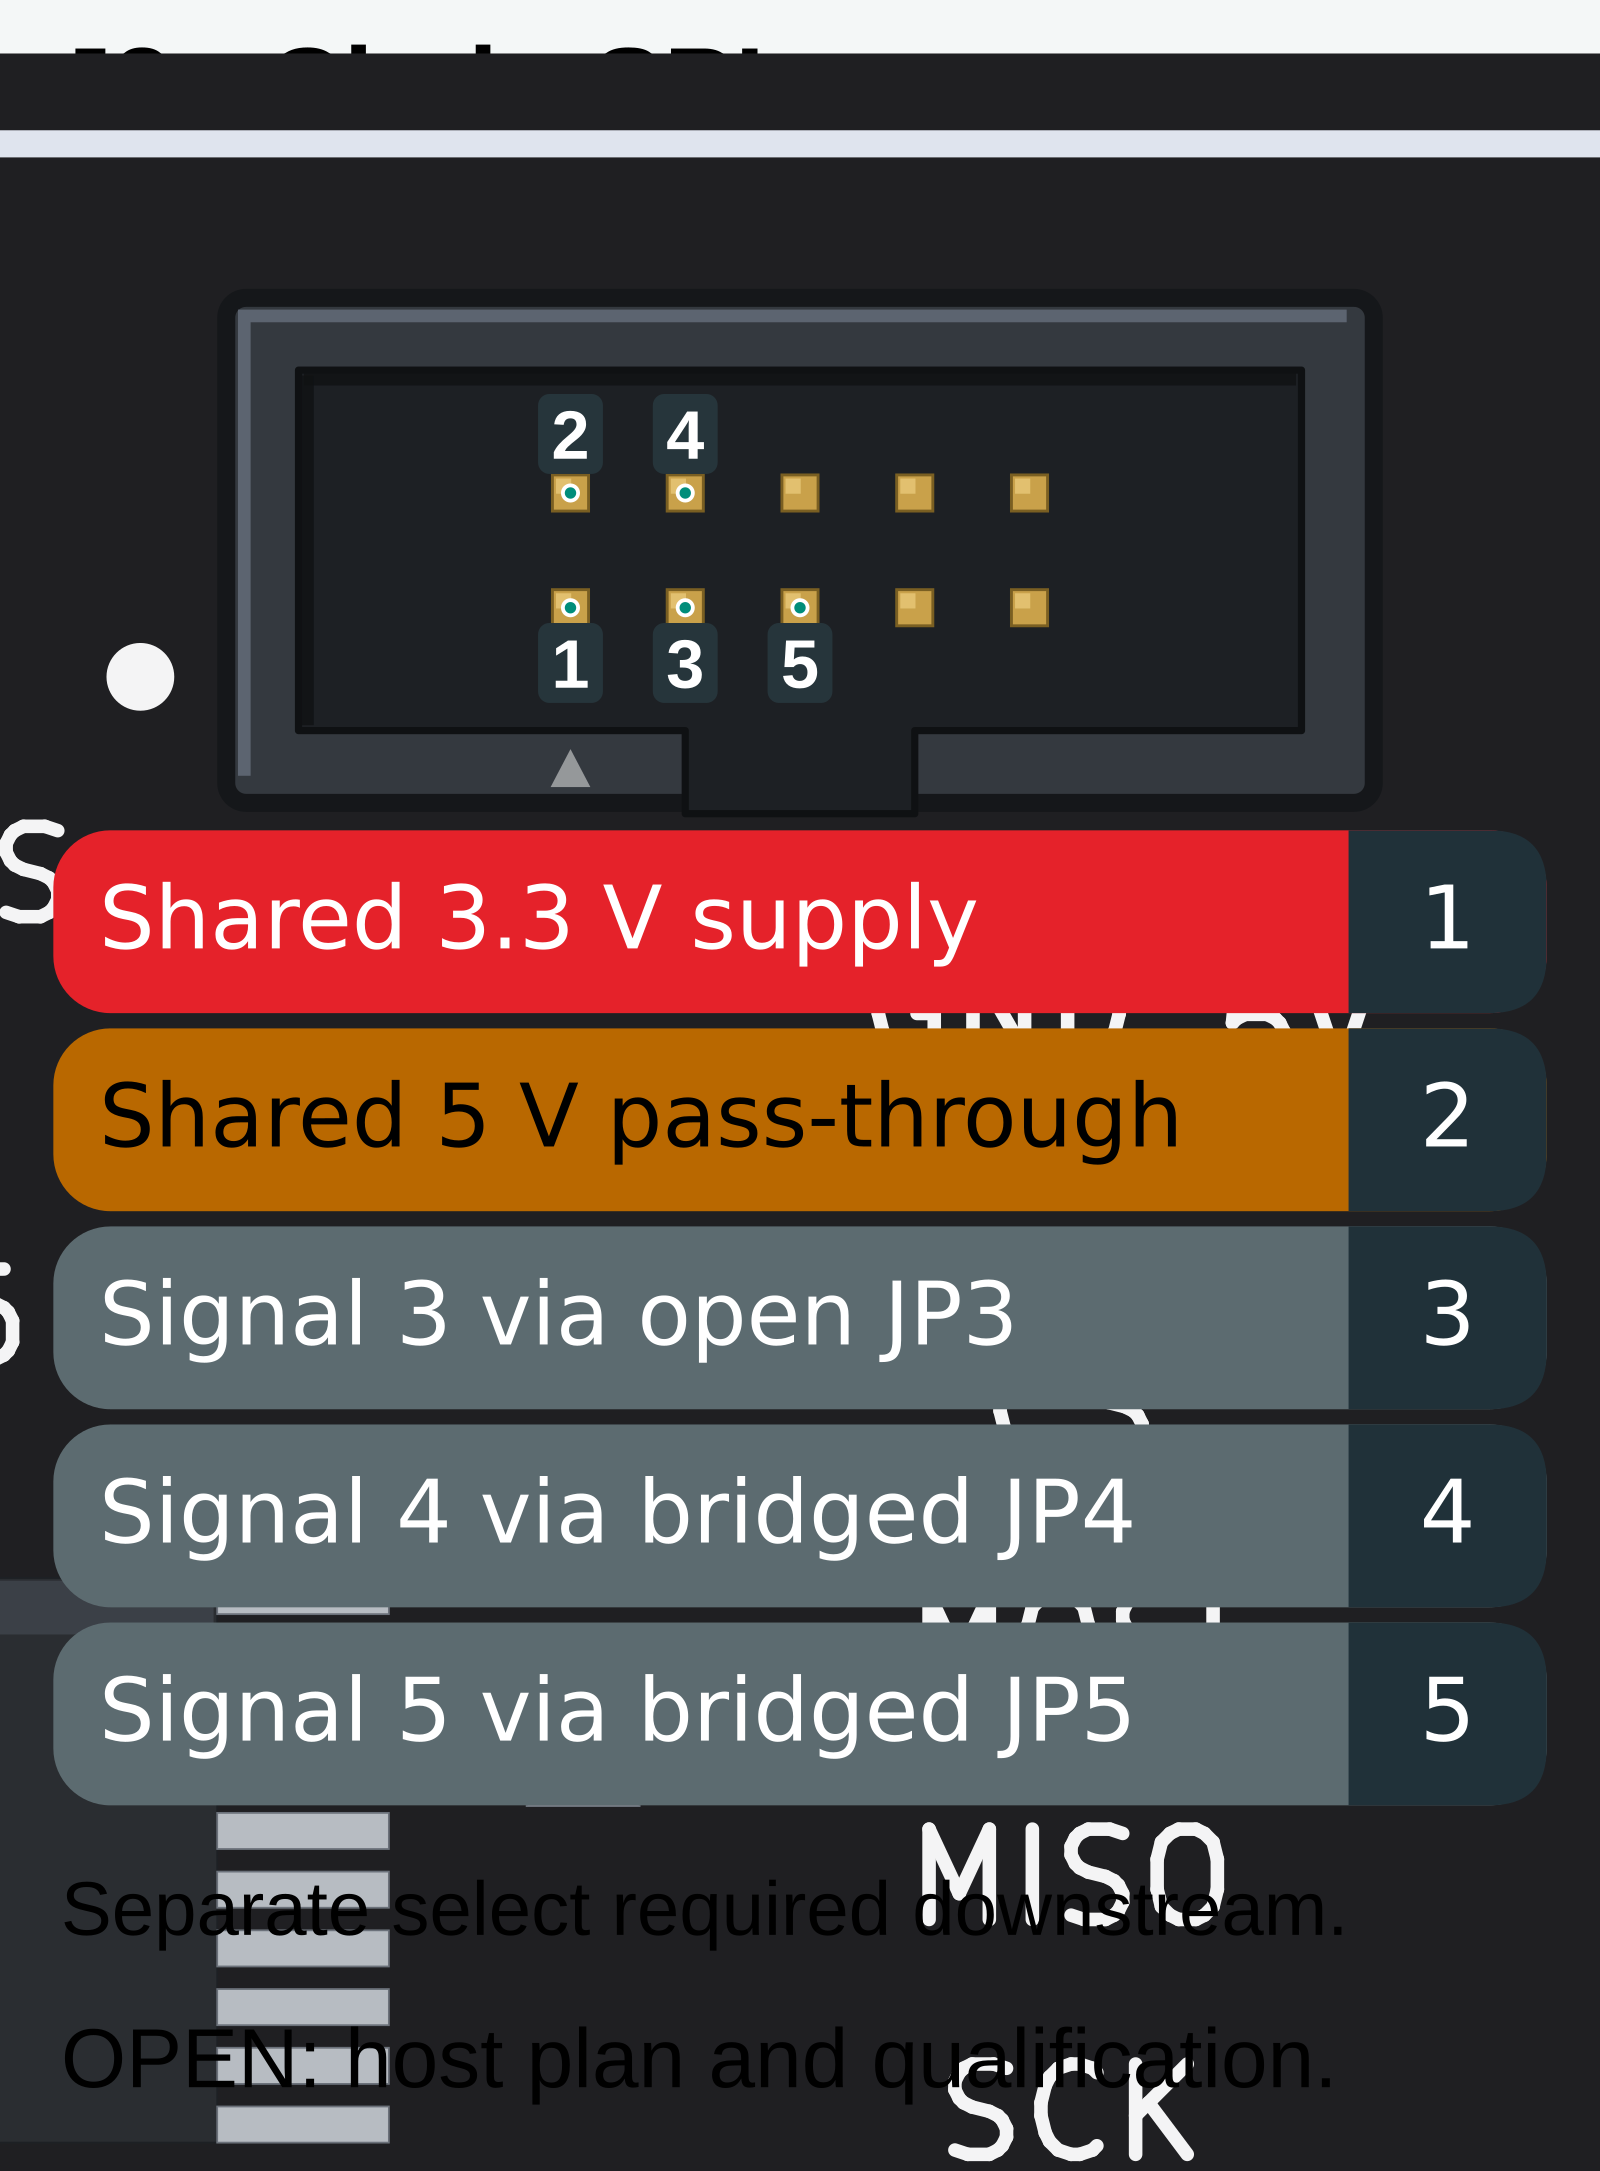 2 4
1 3 5
Shared 3.3 V supply 1
Shared 5 V pass-through 2
Signal 3 via open JP3 3
Signal 4 via bridged JP4 4
Signal 5 via bridged JP5 5
MISO
Separate select required downstream.
OPEN: host plan and qualification.
SCK